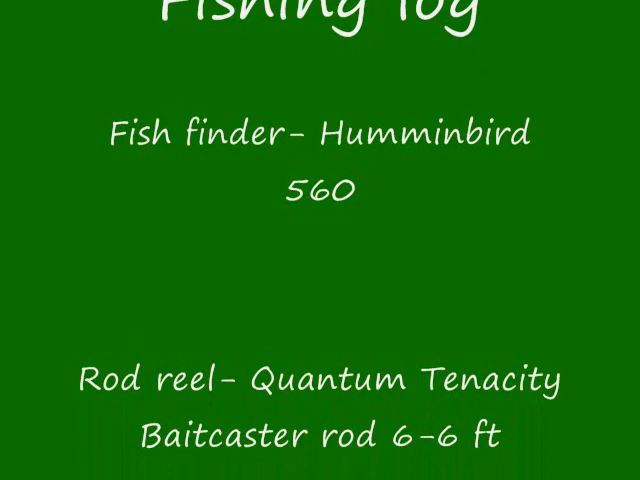 Fishing log
Fish finder- Humminbird
560
Rod reel- Quantum Tenacity
Baitcaster rod 6-6 ft